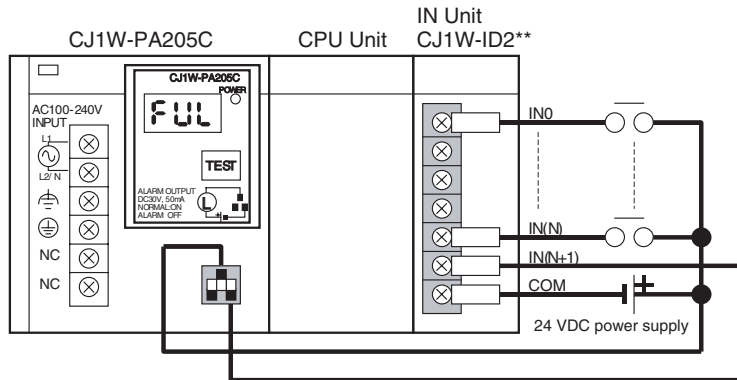 IN Unit
CJ1W-PA205C CPU Unit CJ1W-ID2**
CJ1W-PA205C
POWER
FUL
AC100-240V
INPUT
L1
L2/ N
TEST
ALARM OUTPUT
DC30V, 50mA
NORMAL:ON
ALARM OFF
L
NC
NC
IN0
IN(N)
IN(N+1)
COM
24 VDC power supply